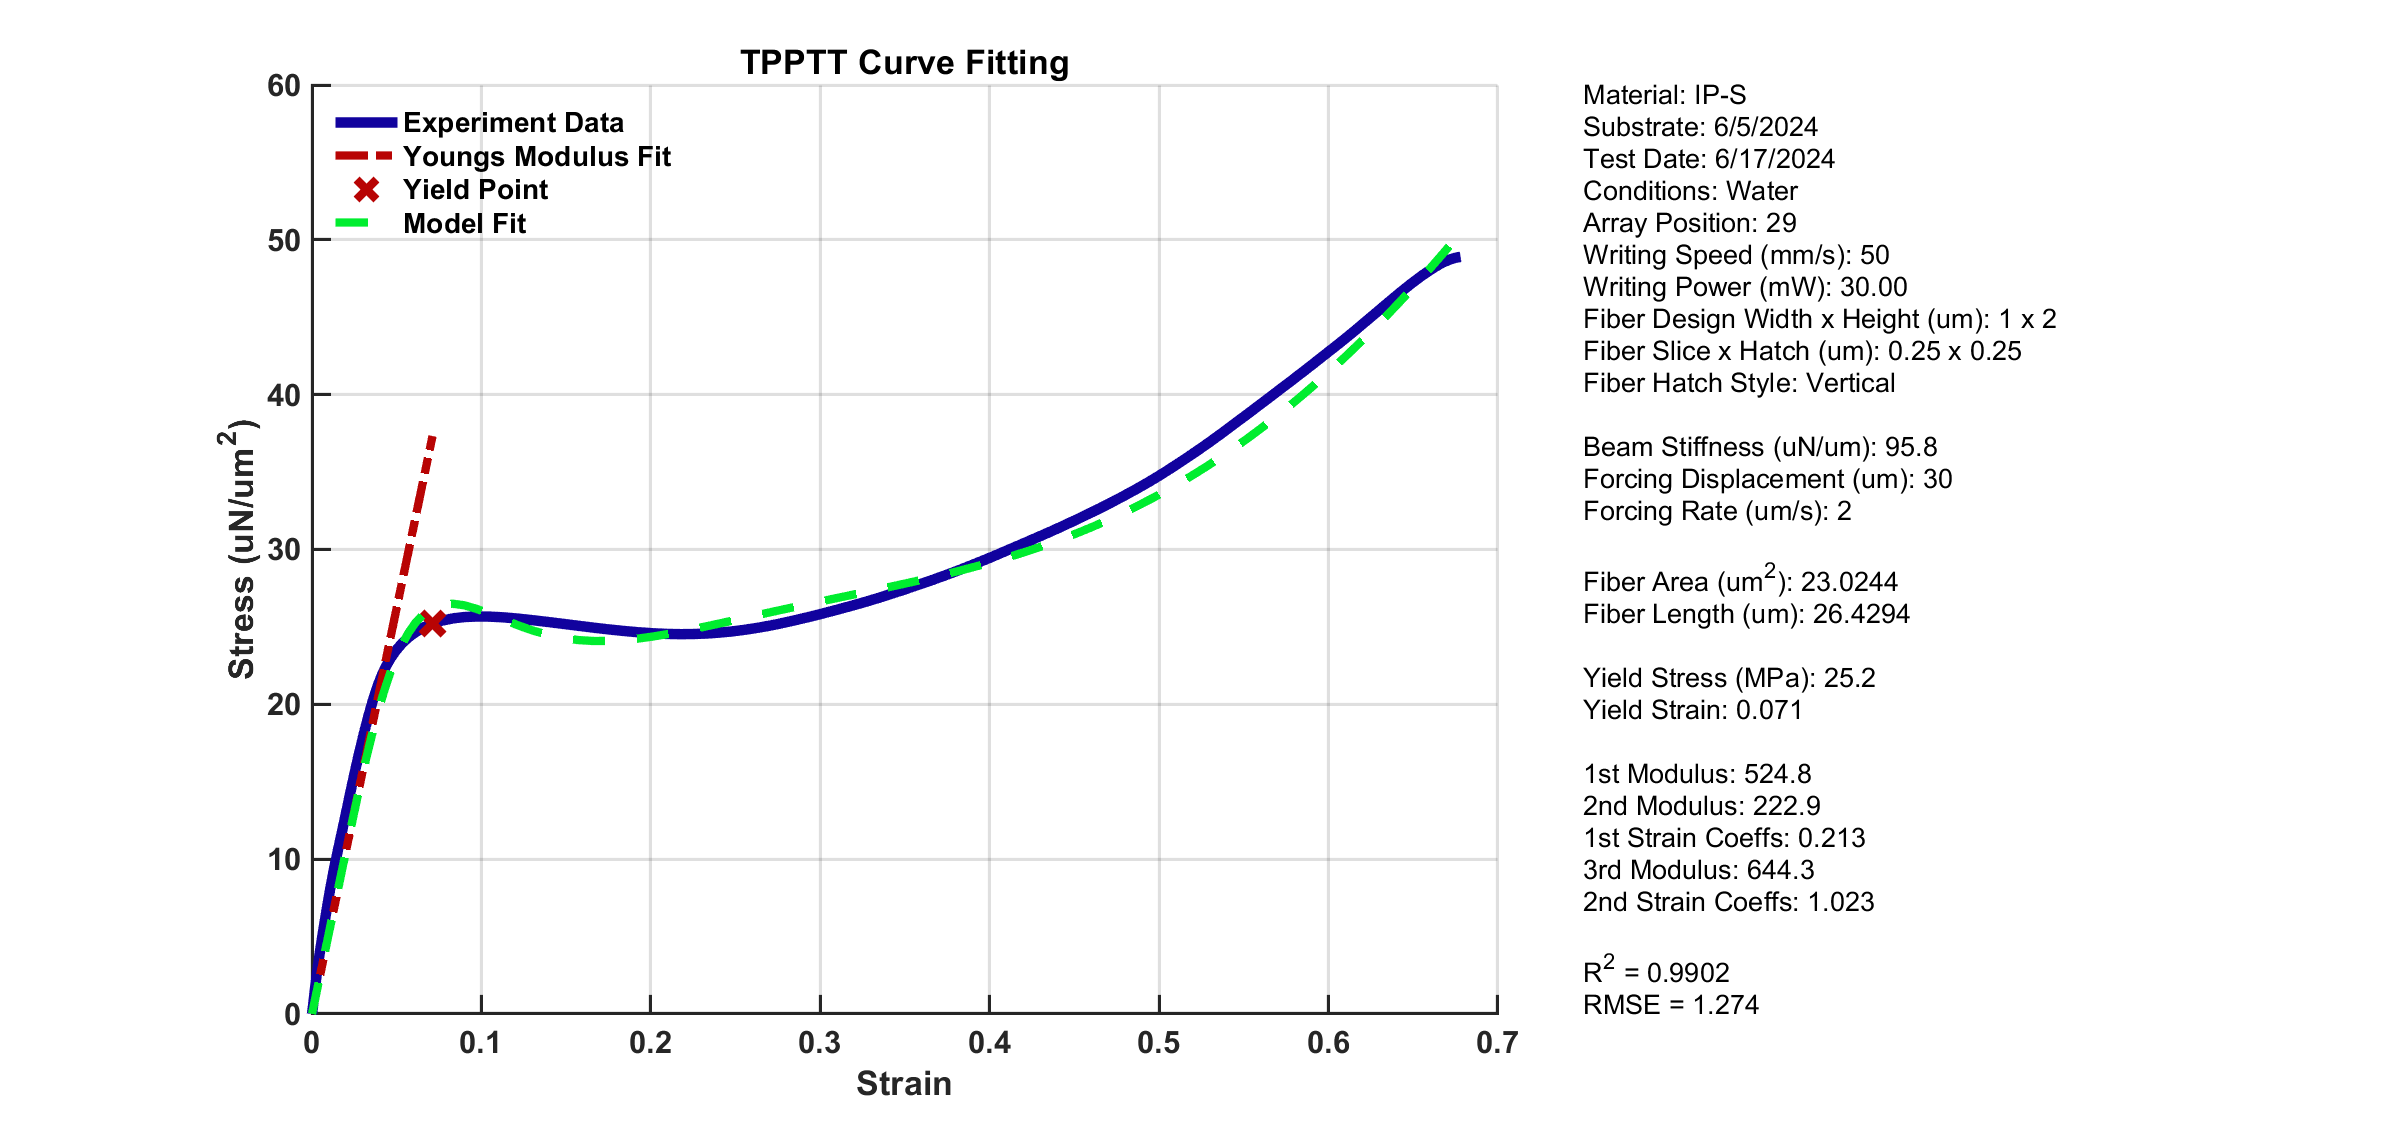 TPPTT Curve Fitting
60
50
40
30
20
10
0
Stress (uN/um²)
Experiment Data
Youngs Modulus Fit
Yield Point
Model Fit
0 0.1 0.2 0.3 0.4 0.5 0.6 0.7
Strain
Material: IP-S
Substrate: 6/5/2024
Test Date: 6/17/2024
Conditions: Water
Array Position: 29
Writing Speed (mm/s): 50
Writing Power (mW): 30.00
Fiber Design Width x Height (um): 1 x 2
Fiber Slice x Hatch (um): 0.25 x 0.25
Fiber Hatch Style: Vertical
Beam Stiffness (uN/um): 95.8
Forcing Displacement (um): 30
Forcing Rate (um/s): 2
Fiber Area (um²): 23.0244
Fiber Length (um): 26.4294
Yield Stress (MPa): 25.2
Yield Strain: 0.071
1st Modulus: 524.8
2nd Modulus: 222.9
1st Strain Coeffs: 0.213
3rd Modulus: 644.3
2nd Strain Coeffs: 1.023
R² = 0.9902
RMSE = 1.274